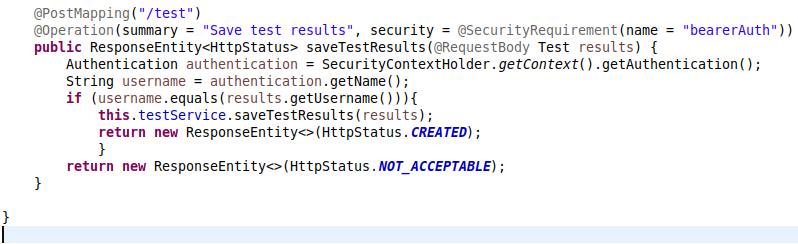 @PostMapping("/test")
@Operation(summary = "Save test results", security = @SecurityRequirement(name = "bearerAuth"))
public ResponseEntity<HttpStatus> saveTestResults(@RequestBody Test results) {
Authentication authentication = SecurityContextHolder.getContext().getAuthentication();
String username = authentication.getName();
if (username.equals(results.getUsername())){
this.testService.saveTestResults(results);
return new ResponseEntity<>(HttpStatus.CREATED);
}
return new ResponseEntity<>(HttpStatus.NOT_ACCEPTABLE);
}
}